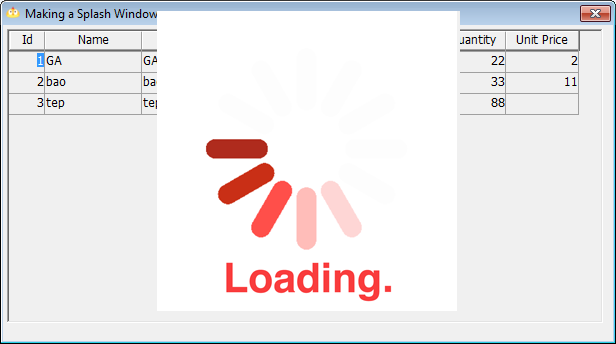 Making a Splash Window
Id Name uantity Unit Price
1 GA GA 22 2
2 bao ba 33 11
3 tep tep 88
Loading.